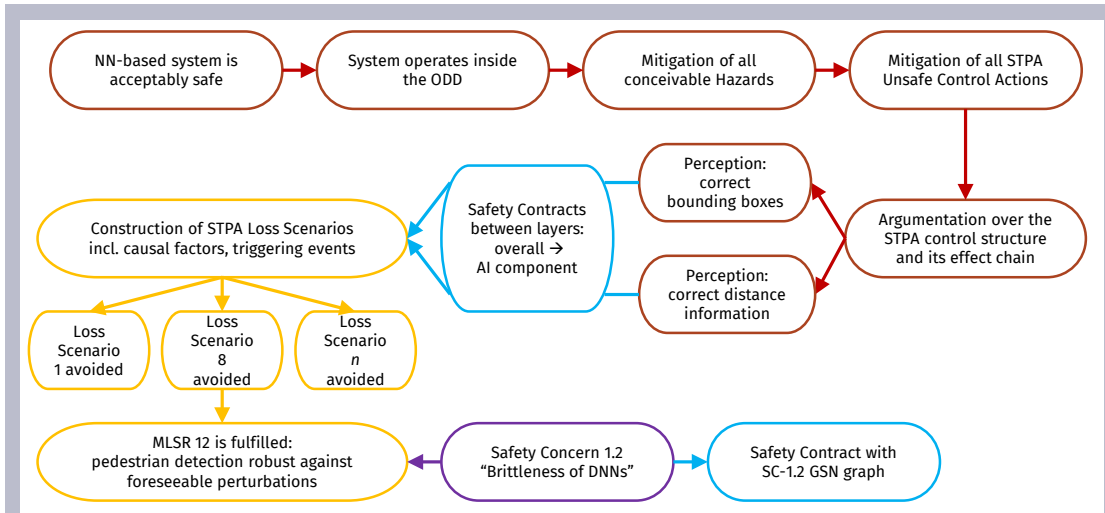 NN-based system is
acceptably safe
System operates inside
the ODD
Mitigation of all
conceivable Hazards
Mitigation of all STPA
Unsafe Control Actions
Perception:
correct
bounding boxes
Safety Contracts
between layers:
overall →
AI component
Construction of STPA Loss Scenarios
incl. causal factors, triggering events
Argumentation over the
STPA control structure
and its effect chain
Perception:
correct distance
information
Loss
Scenario
1 avoided
Loss
Scenario
8
avoided
Loss
Scenario
n
avoided
MLSR 12 is fulfilled:
pedestrian detection robust against
foreseeable perturbations
Safety Concern 1.2
“Brittleness of DNNs”
Safety Contract with
SC-1.2 GSN graph